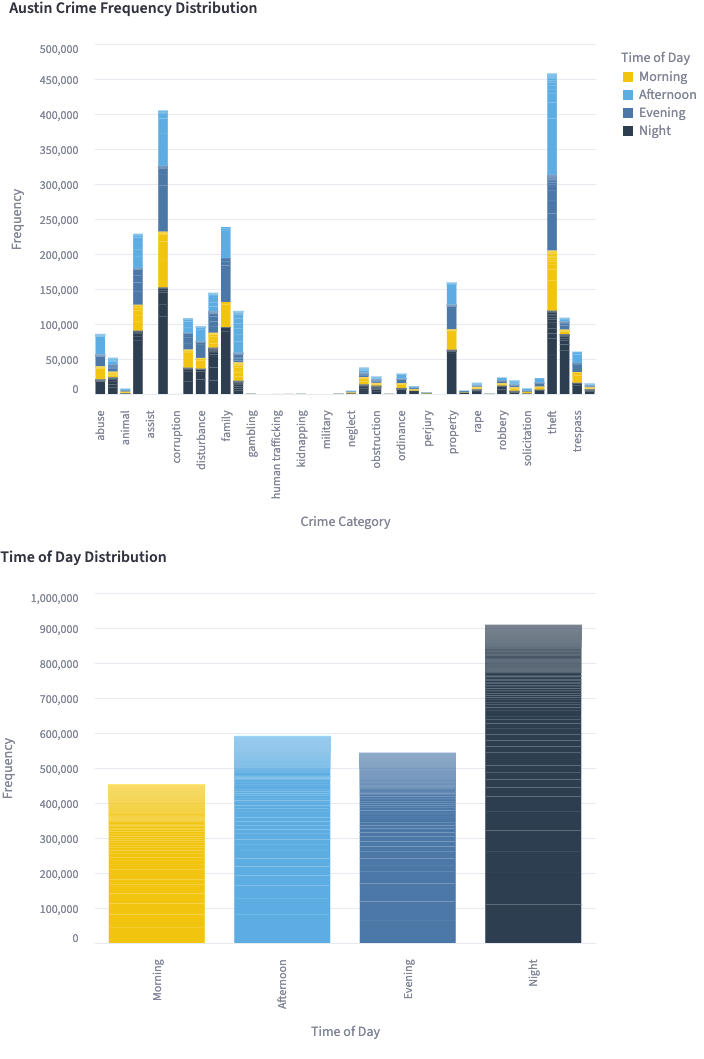 Austin Crime Frequency Distribution
500,000
450,000
400,000
350,000
300,000
250,000
200,000
150,000
100,000
50,000
0
Frequency
abuse
animal
assist
corruption
disturbance
family
gambling
human trafficking
kidnapping
military
neglect
obstruction
ordinance
perjury
property
rape
robbery
solicitation
theft
trespass
Crime Category
Time of Day
Morning
Afternoon
Evening
Night
Time of Day Distribution
1,000,000
900,000
800,000
700,000
600,000
500,000
400,000
300,000
200,000
100,000
0
Frequency
Morning
Afternoon
Evening
Night
Time of Day